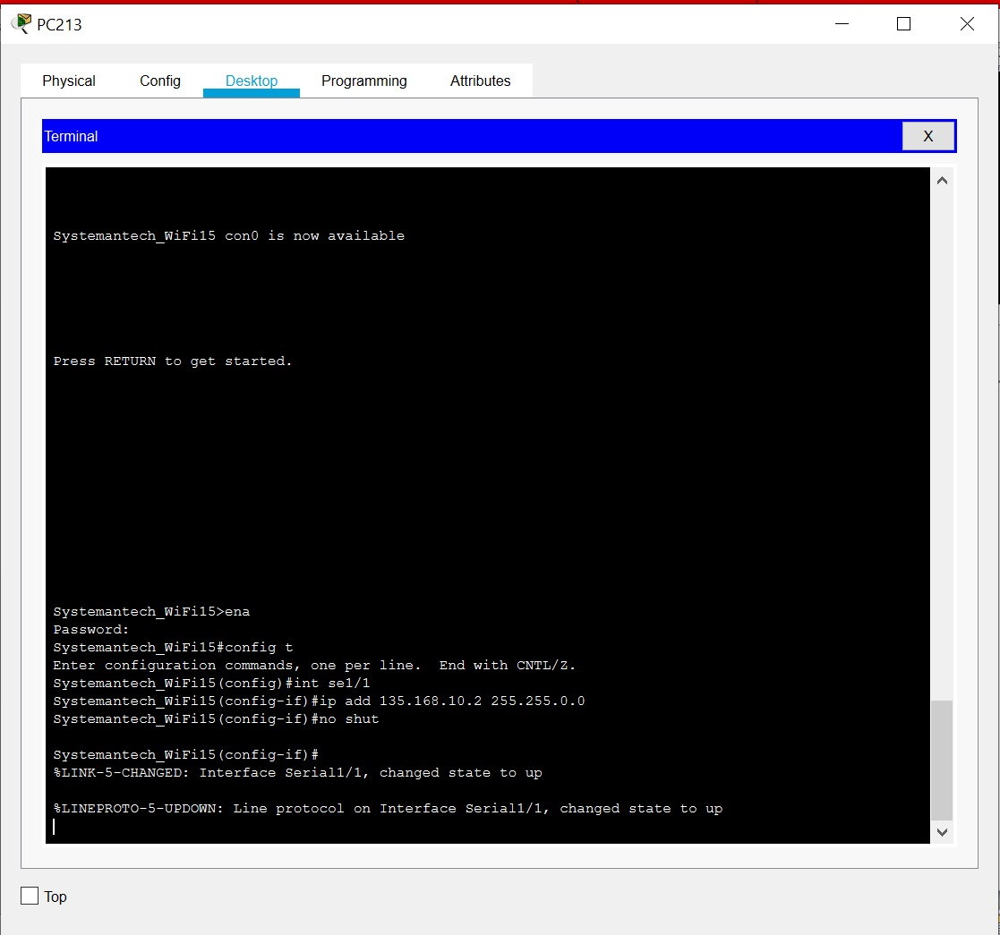 PC213
Physical Config Desktop Programming Attributes
Terminal X
Systemantech_WiFi15 con0 is now available
Press RETURN to get started.
Systemantech_WiFi15>ena
Password:
Systemantech_WiFi15#config t
Enter configuration commands, one per line.  End with CNTL/Z.
Systemantech_WiFi15(config)#int se1/1
Systemantech_WiFi15(config-if)#ip add 135.168.10.2 255.255.0.0
Systemantech_WiFi15(config-if)#no shut
Systemantech_WiFi15(config-if)#
%LINK-5-CHANGED: Interface Serial1/1, changed state to up
%LINEPROTO-5-UPDOWN: Line protocol on Interface Serial1/1, changed state to up
Top